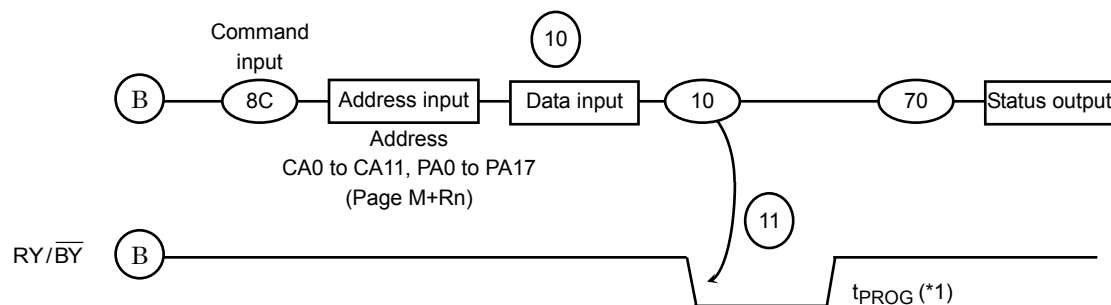 Command
input
10
B
8C
Address input
Data input
10
70
Status output
Address
CA0 to CA11, PA0 to PA17
(Page M+Rn)
11
RY/BY
B
tPROG (*1)